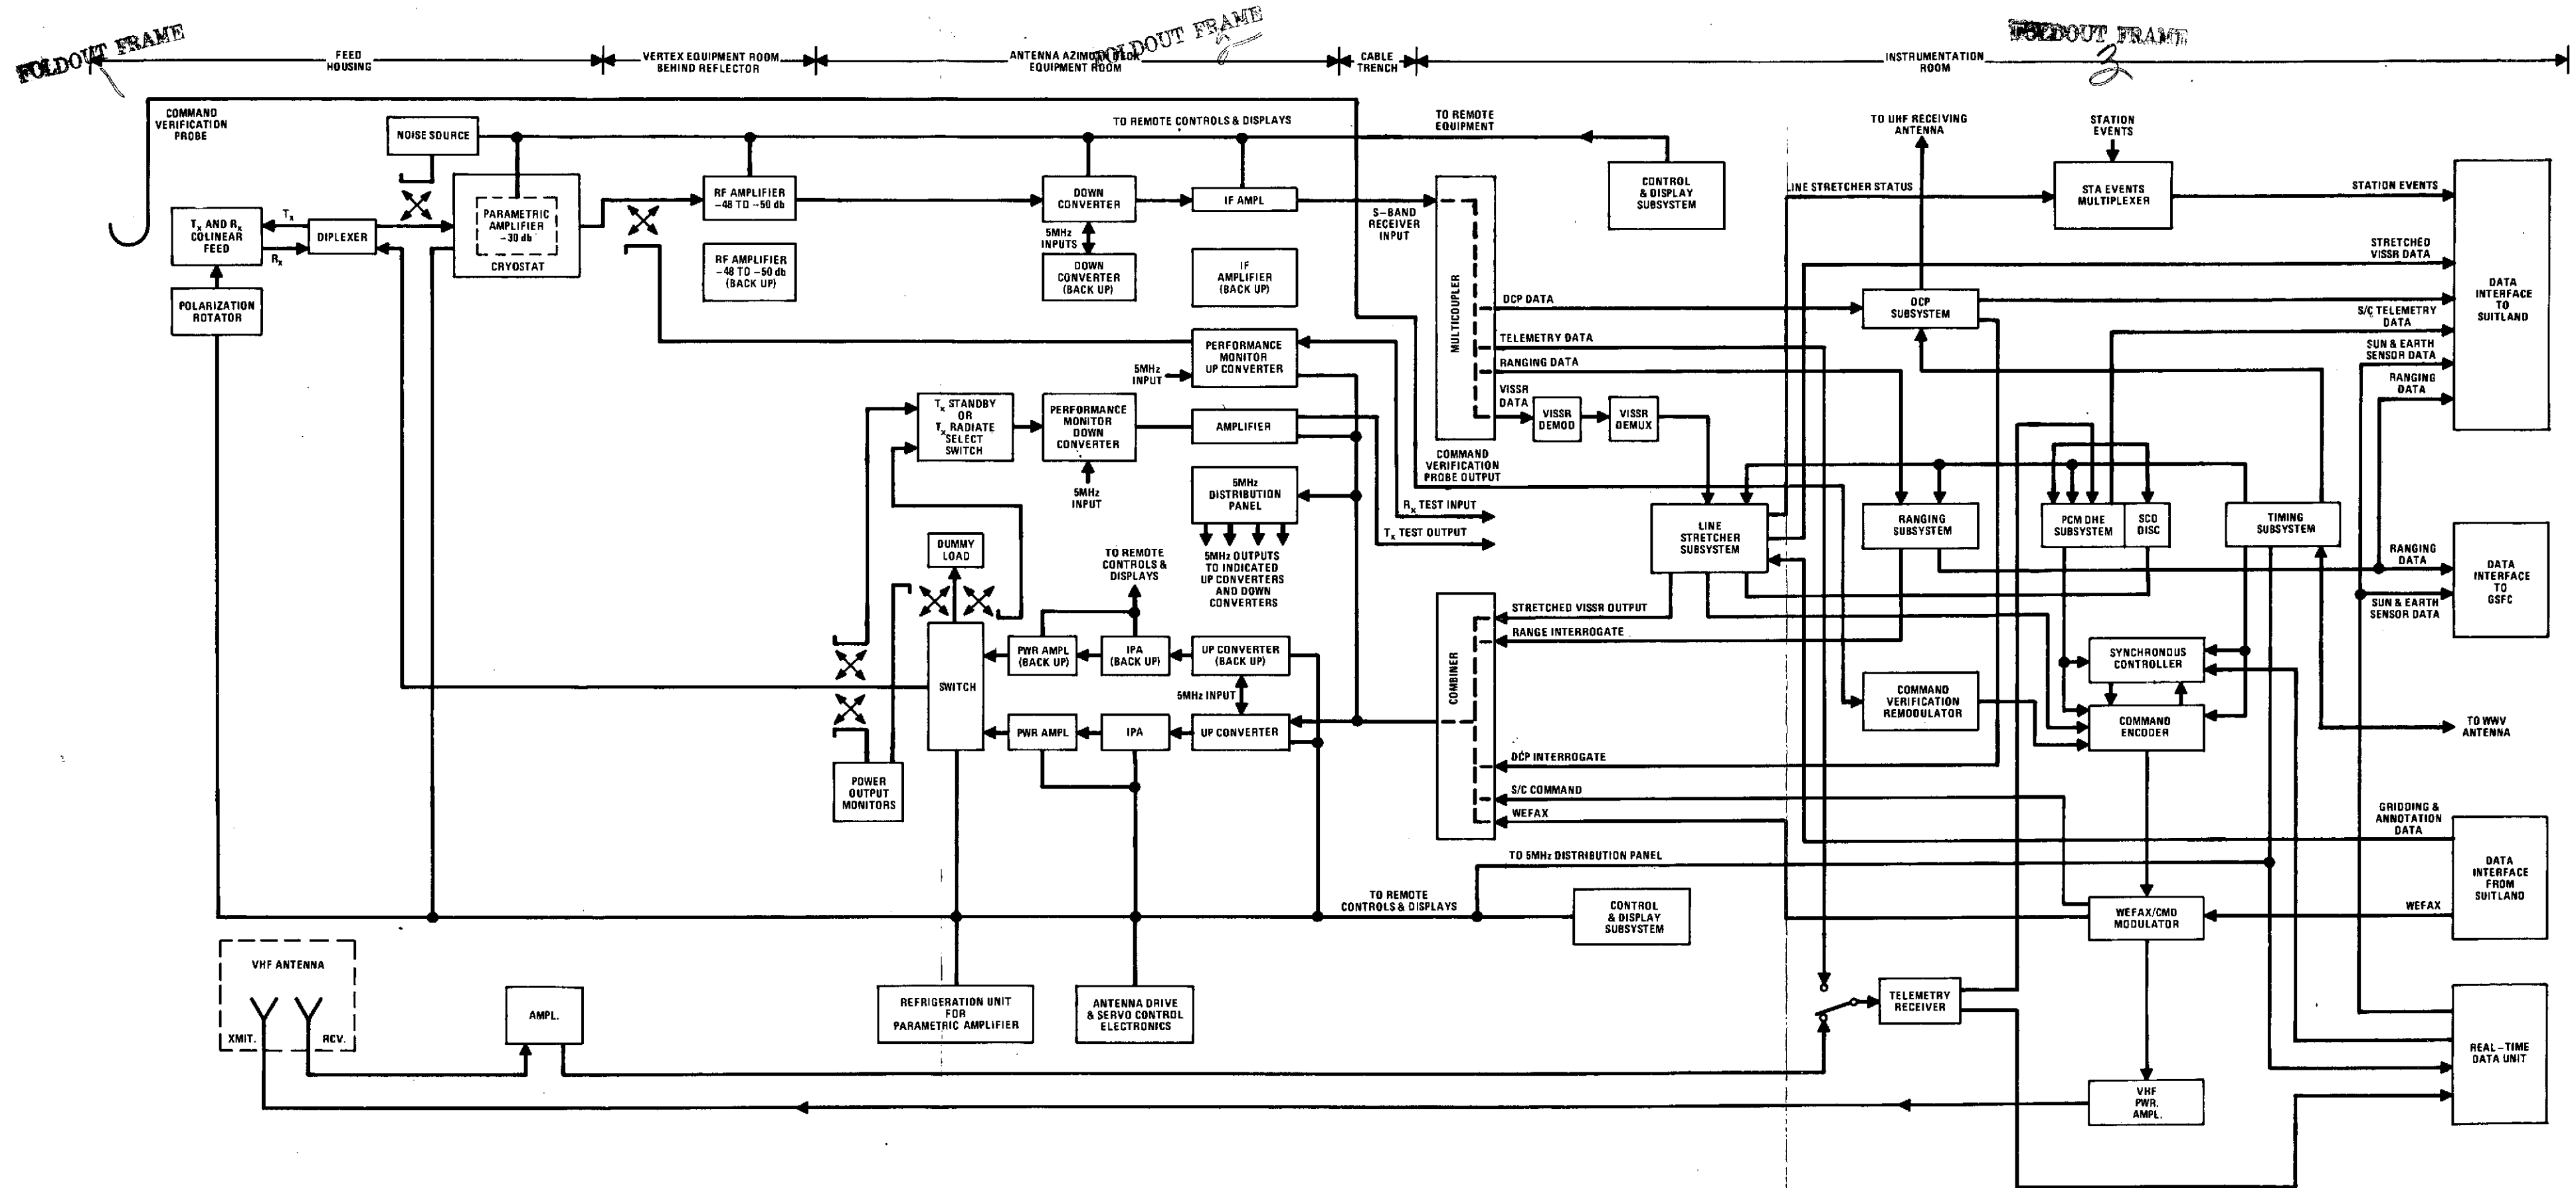 FOLDOUT FRAME
FOLDOUT FRAME
2
FOLDOUT FRAME
3
FEED
HOUSING
VERTEX EQUIPMENT ROOM
BEHIND REFLECTOR
ANTENNA AZIMUTH
EQUIPMENT ROOM
CABLE
TRENCH
INSTRUMENTATION
ROOM
COMMAND
VERIFICATION
PROBE
NOISE SOURCE
TO REMOTE CONTROLS & DISPLAYS
TO REMOTE
EQUIPMENT
CONTROL
& DISPLAY
SUBSYSTEM
TO UHF RECEIVING
ANTENNA
STATION
EVENTS
Tx AND Rx
COLINEAR
FEED
Tx
Rx
DIPLEXER
PARAMETRIC
AMPLIFIER
–30 db
CRYOSTAT
RF AMPLIFIER
–48 TO –50 db
DOWN
CONVERTER
IF AMPL
5MHz
INPUTS
S–BAND
RECEIVER
INPUT
MULTICOUPLER
LINE STRETCHER STATUS
STA EVENTS
MULTIPLEXER
STATION EVENTS
STRETCHED
VISSR DATA
DATA
INTERFACE
TO
SUITLAND
RF AMPLIFIER
–48 TO –50 db
(BACK UP)
DOWN
CONVERTER
(BACK UP)
IF
AMPLIFIER
(BACK UP)
POLARIZATION
ROTATOR
DCP DATA
DCP
SUBSYSTEM
S/C TELEMETRY
DATA
TELEMETRY DATA
RANGING DATA
VISSR
DATA
SUN & EARTH
SENSOR DATA
RANGING
DATA
PERFORMANCE
MONITOR
UP CONVERTER
5MHz
INPUT
Tx STANDBY
OR
Tx RADIATE
SELECT
SWITCH
PERFORMANCE
MONITOR
DOWN
CONVERTER
AMPLIFIER
5MHz
INPUT
VISSR
DEMOD
VISSR
DEMUX
COMMAND
VERIFICATION
PROBE OUTPUT
5MHz
DISTRIBUTION
PANEL
Rx TEST INPUT
Tx TEST OUTPUT
5MHz OUTPUTS
TO INDICATED
UP CONVERTERS
AND DOWN
CONVERTERS
LINE
STRETCHER
SUBSYSTEM
RANGING
SUBSYSTEM
PCM DHE
SUBSYSTEM
SCO
DISC
TIMING
SUBSYSTEM
RANGING
DATA
DATA
INTERFACE
TO
GSFC
SUN & EARTH
SENSOR DATA
DUMMY
LOAD
TO REMOTE
CONTROLS &
DISPLAYS
SWITCH
PWR AMPL
(BACK UP)
IPA
(BACK UP)
UP CONVERTER
(BACK UP)
5MHz INPUT
PWR AMPL
IPA
UP CONVERTER
COMBINER
STRETCHED VISSR OUTPUT
RANGE INTERROGATE
SYNCHRONOUS
CONTROLLER
COMMAND
VERIFICATION
REMODULATOR
COMMAND
ENCODER
TO WWV
ANTENNA
POWER
OUTPUT
MONITORS
DCP INTERROGATE
S/C COMMAND
WEFAX
GRIDDING &
ANNOTATION
DATA
TO 5MHz DISTRIBUTION PANEL
DATA
INTERFACE
FROM
SUITLAND
TO REMOTE
CONTROLS & DISPLAYS
CONTROL
& DISPLAY
SUBSYSTEM
WEFAX/CMD
MODULATOR
WEFAX
VHF ANTENNA
XMIT.
RCV.
AMPL.
REFRIGERATION UNIT
FOR
PARAMETRIC AMPLIFIER
ANTENNA DRIVE
& SERVO CONTROL
ELECTRONICS
TELEMETRY
RECEIVER
REAL–TIME
DATA UNIT
VHF
PWR.
AMPL.